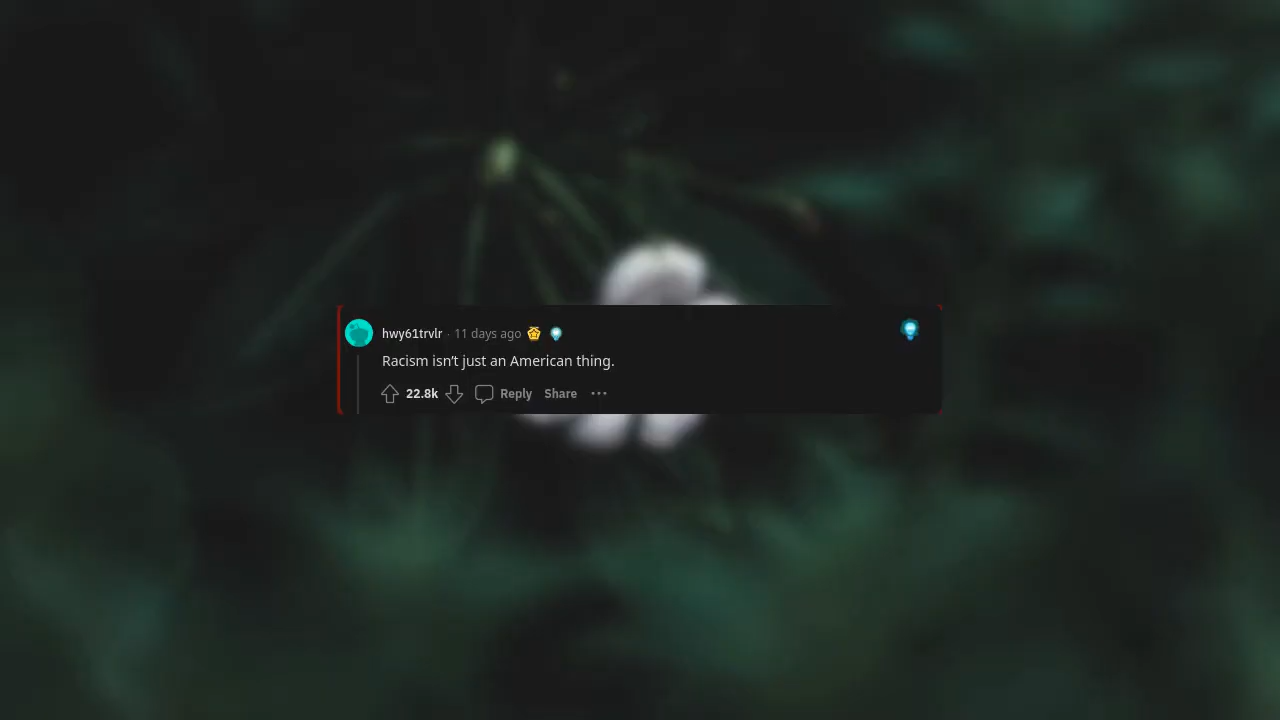 hwy61trvlr · 11 days ago
Racism isn't just an American thing.
22.8k Reply Share ···